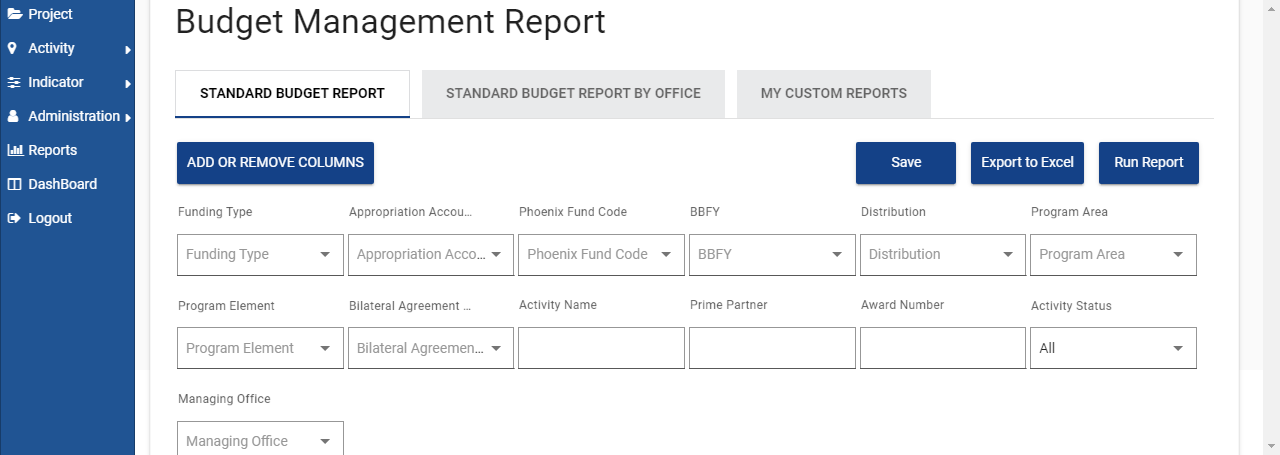 Project
Activity
Indicator
Administration
Reports
DashBoard
Logout
Budget Management Report
STANDARD BUDGET REPORT STANDARD BUDGET REPORT BY OFFICE MY CUSTOM REPORTS
ADD OR REMOVE COLUMNS Save Export to Excel Run Report
Funding Type Appropriation Accou... Phoenix Fund Code BBFY Distribution Program Area
Funding Type Appropriation Acco... Phoenix Fund Code BBFY Distribution Program Area
Program Element Bilateral Agreement ... Activity Name Prime Partner Award Number Activity Status
Program Element Bilateral Agreemen... All
Managing Office
Managing Office